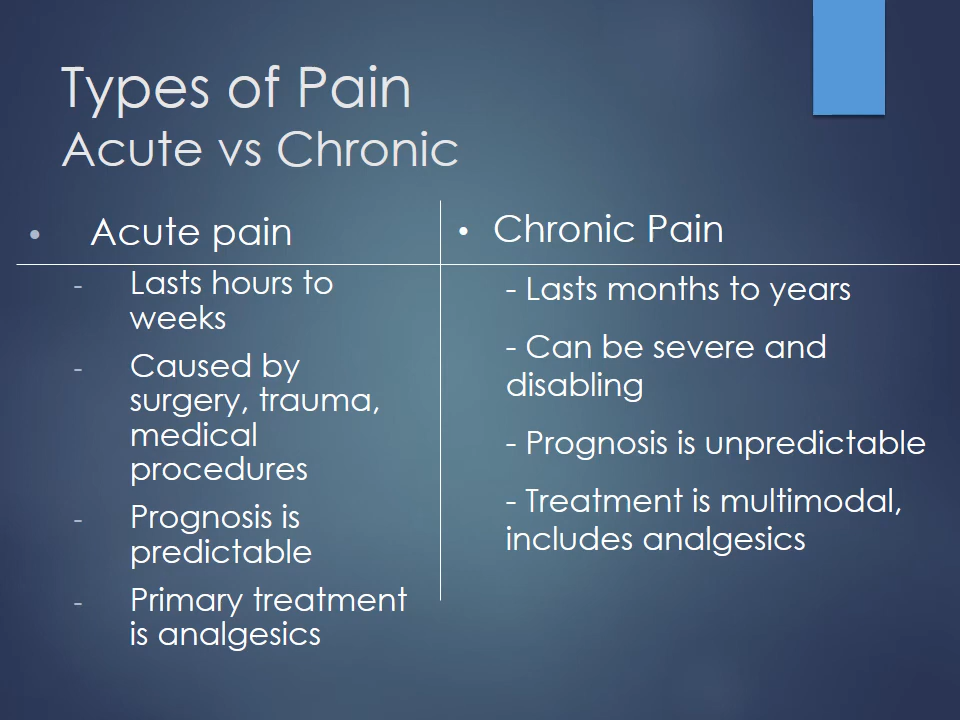 Types of Pain
Acute vs Chronic
• Acute pain
- Lasts hours to
weeks
- Caused by
surgery, trauma,
medical
procedures
- Prognosis is
predictable
- Primary treatment
is analgesics
• Chronic Pain
- Lasts months to years
- Can be severe and
disabling
- Prognosis is unpredictable
- Treatment is multimodal,
includes analgesics